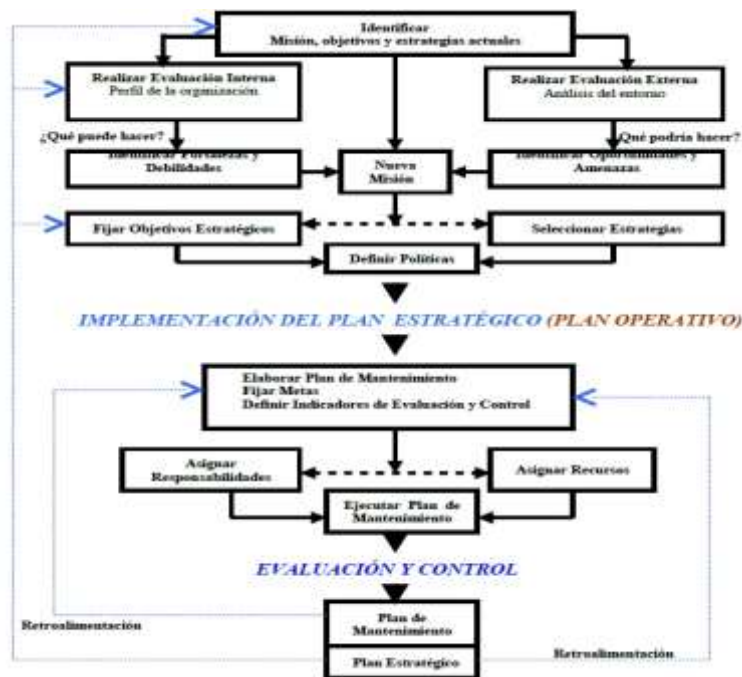 Identificar
Misión, objetivos y estrategias actuales
Realizar Evaluación Interna
Perfil de la organización
Realizar Evaluación Externa
Análisis del entorno
¿Qué puede hacer?
Qué podría hacer?
Identificar Fortalezas y
Debilidades
Nueva
Misión
Identificar Oportunidades y
Amenazas
Fijar Objetivos Estratégicos
Seleccionar Estrategias
Definir Políticas
IMPLEMENTACIÓN DEL PLAN ESTRATÉGICO (PLAN OPERATIVO)
Elaborar Plan de Mantenimiento
Fijar Metas
Definir Indicadores de Evaluación y Control
Asignar
Responsabilidades
Asignar Recursos
Ejecutar Plan de
Mantenimiento
EVALUACIÓN Y CONTROL
Plan de
Mantenimiento
Retroalimentación
Plan Estratégico
Retroalimentación